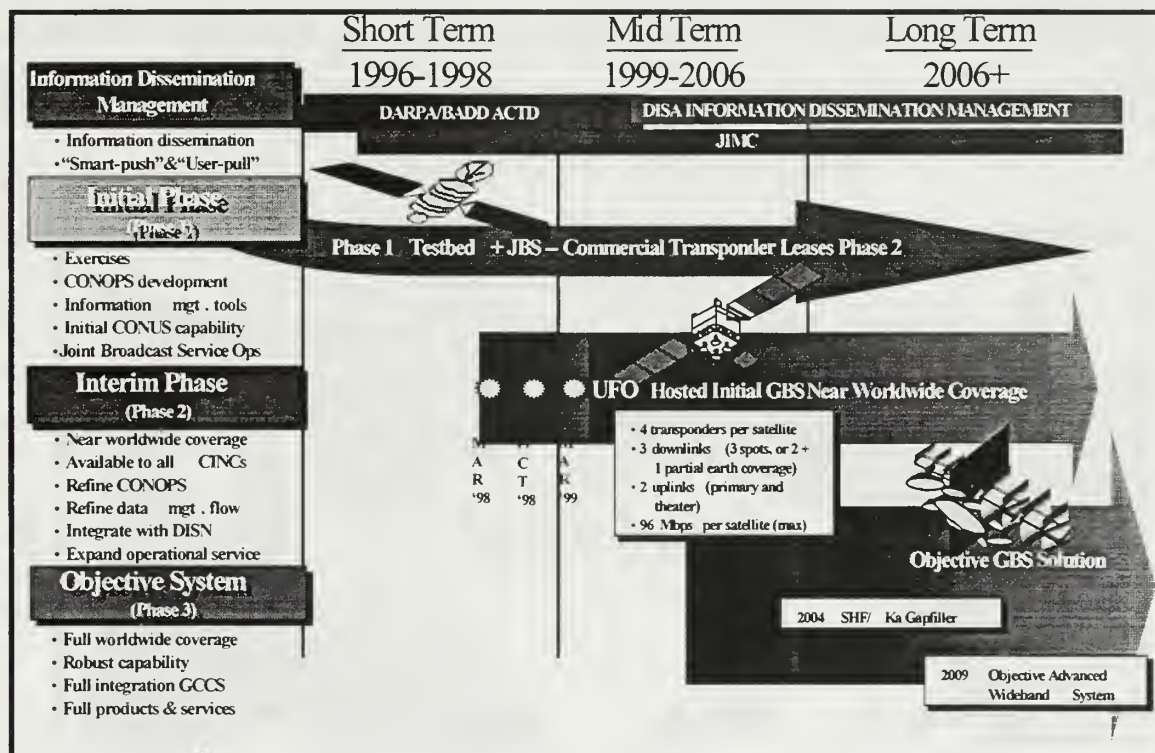 Short Term
Mid Term
Long Term
1996-1998
1999-2006
2006+
Information Dissemination
Management
DARPA/BADD ACTD
DISA INFORMATION DISSEMINATION MANAGEMENT
JIMC
• Information dissemination
• “Smart-push”&“User-pull”
Initial Phase
• Exercises
• CONOPS development
• Information mgt . tools
• Initial CONUS capability
•Joint Broadcast Service Ops
Phase 1 Testbed + JBS – Commercial Transponder Leases Phase 2
Interim Phase
(Phase 2)
• Near worldwide coverage
• Available to all CINCs
• Refine CONOPS
• Refine data mgt . flow
• Integrate with DISN
• Expand operational service
UFO Hosted Initial GBS Near Worldwide Coverage
MAR '98
'98
'99
• 4 transponders per satellite
• 3 downlinks (3 spots, or 2 +
1 partial earth coverage)
• 2 uplinks (primary and
theater)
• 96 Mbps per satellite (max)
Objective System
(Phase 3)
• Full worldwide coverage
• Robust capability
• Full integration GCCS
• Full products & services
Objective GBS Solution
2004 SHF/ Ka Gapfiller
2009 Objective Advanced
Wideband System